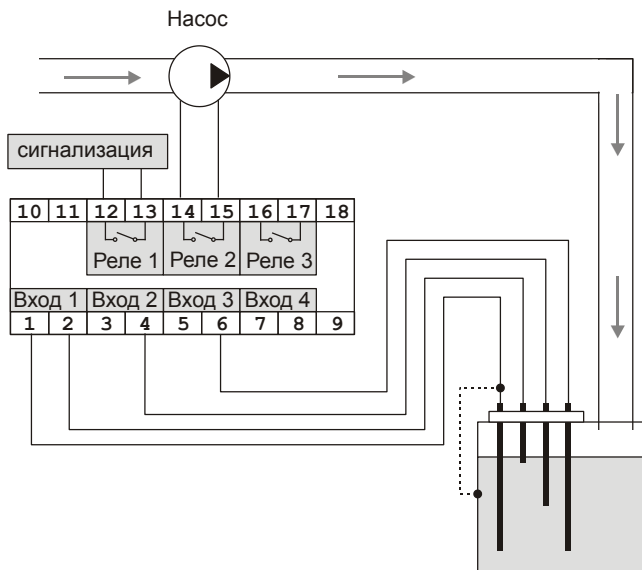 Насос
сигнализация
10 11 12 13 14 15 16 17 18
Реле 1 Реле 2 Реле 3
Вход 1 Вход 2 Вход 3 Вход 4
1 2 3 4 5 6 7 8 9